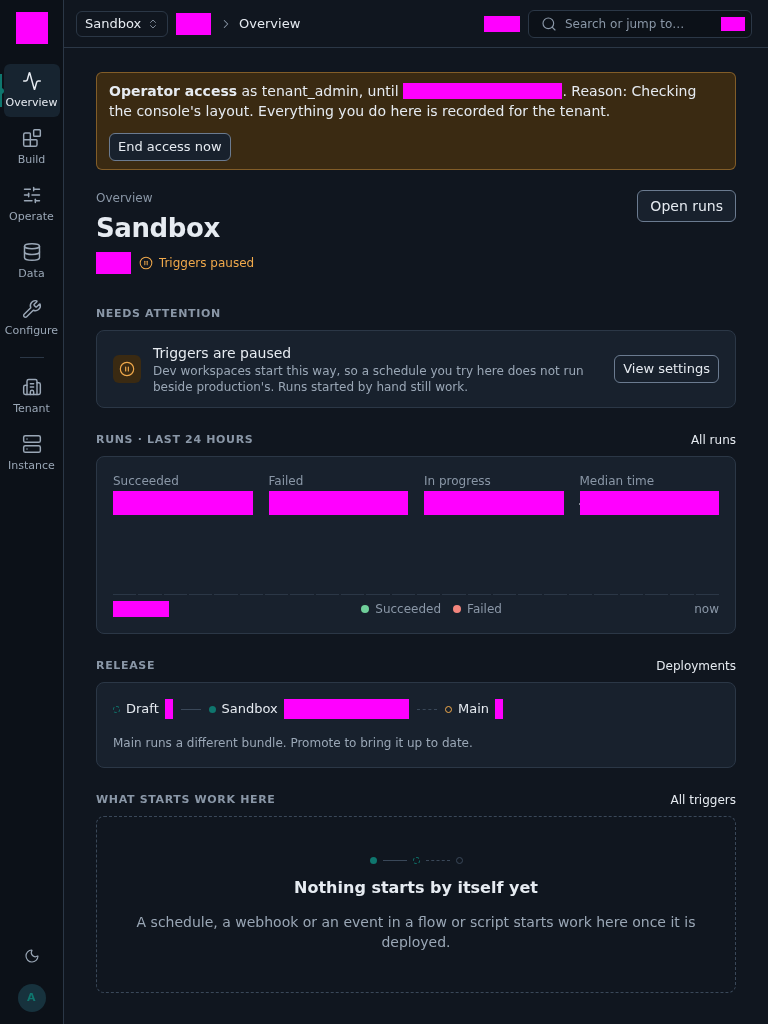 Sandbox
Overview
Search or jump to…
Overview
Build
Operate
Data
Configure
Tenant
Instance
A
Operator access as tenant_admin, until . Reason: Checking
the console's layout. Everything you do here is recorded for the tenant.
End access now
Overview
Sandbox
Open runs
Triggers paused
NEEDS ATTENTION
Triggers are paused
Dev workspaces start this way, so a schedule you try here does not run
beside production's. Runs started by hand still work.
View settings
RUNS · LAST 24 HOURS
All runs
Succeeded
Failed
In progress
Median time
Succeeded
Failed
now
RELEASE
Deployments
Draft
Sandbox
Main
Main runs a different bundle. Promote to bring it up to date.
WHAT STARTS WORK HERE
All triggers
Nothing starts by itself yet
A schedule, a webhook or an event in a flow or script starts work here once it is
deployed.